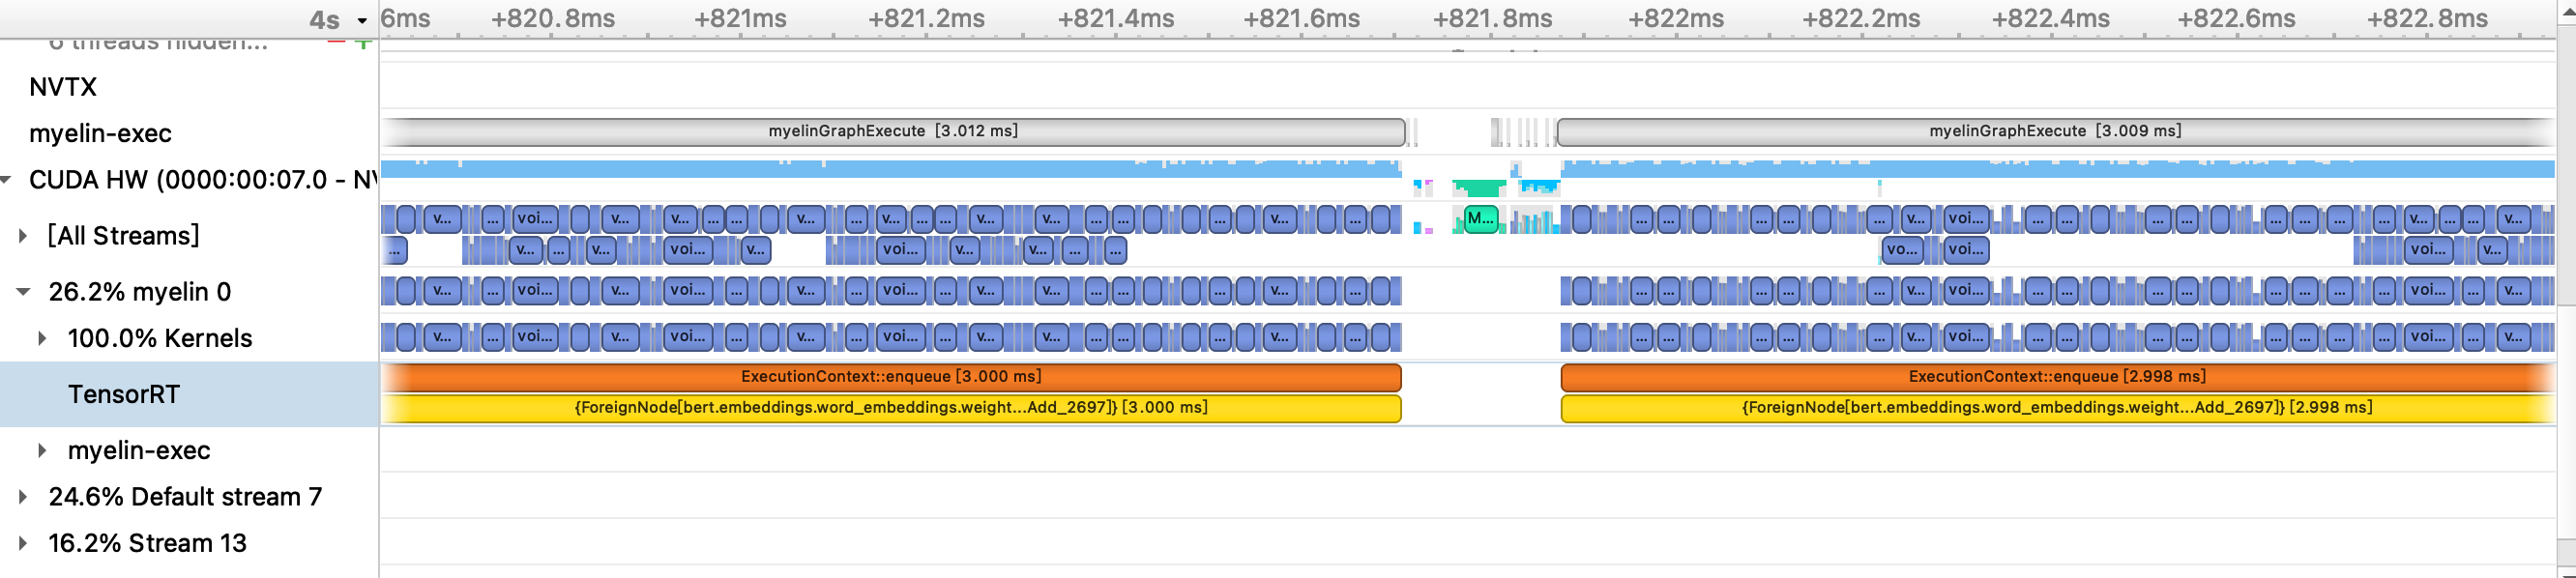 4s 6ms +820.8ms +821ms +821.2ms +821.4ms +821.6ms +821.8ms +822ms +822.2ms +822.4ms +822.6ms +822.8ms
6 threads hidden... − +
NVTX
myelin-exec myelinGraphExecute [3.012 ms] myelinGraphExecute [3.009 ms]
CUDA HW (0000:00:07.0 - NV
[All Streams] v... ... voi... v... v... ... ... v... ... v... ... ... v... v... ... ... ... v... ... M... ... ... ... ... ... v... voi... ... ... ... ... ... ... ... ... v... ... ... v...
... v... ... v... voi... v... voi... v... v... ... ... vo... voi... voi... v...
26.2% myelin 0 v... ... voi... v... voi... ... v... ... voi... ... v... v... ... ... ... v... ... ... ... ... ... ... v... voi... ... ... ... ... ... ... ... voi... ... v...
100.0% Kernels v... ... voi... v... voi... ... v... ... voi... ... v... v... ... ... ... v... ... ... ... ... ... ... v... voi... ... ... ... ... ... ... ... voi... ... v...
TensorRT ExecutionContext::enqueue [3.000 ms] ExecutionContext::enqueue [2.998 ms]
{ForeignNode[bert.embeddings.word_embeddings.weight...Add_2697]} [3.000 ms] {ForeignNode[bert.embeddings.word_embeddings.weight...Add_2697]} [2.998 ms]
myelin-exec
24.6% Default stream 7
16.2% Stream 13